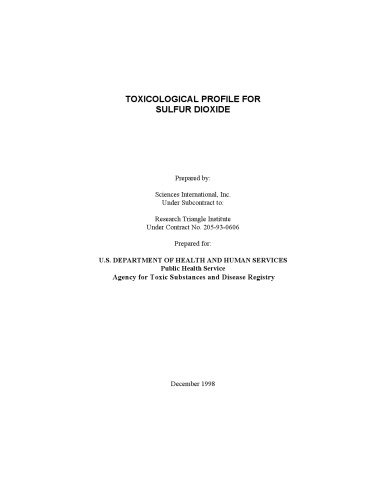 TOXICOLOGICAL PROFILE FOR
SULFUR DIOXIDE
Prepared by:
Sciences International, Inc.
Under Subcontract to:
Research Triangle Institute
Under Contract No. 205-93-0606
Prepared for:
U.S. DEPARTMENT OF HEALTH AND HUMAN SERVICES
Public Health Service
Agency for Toxic Substances and Disease Registry
December 1998